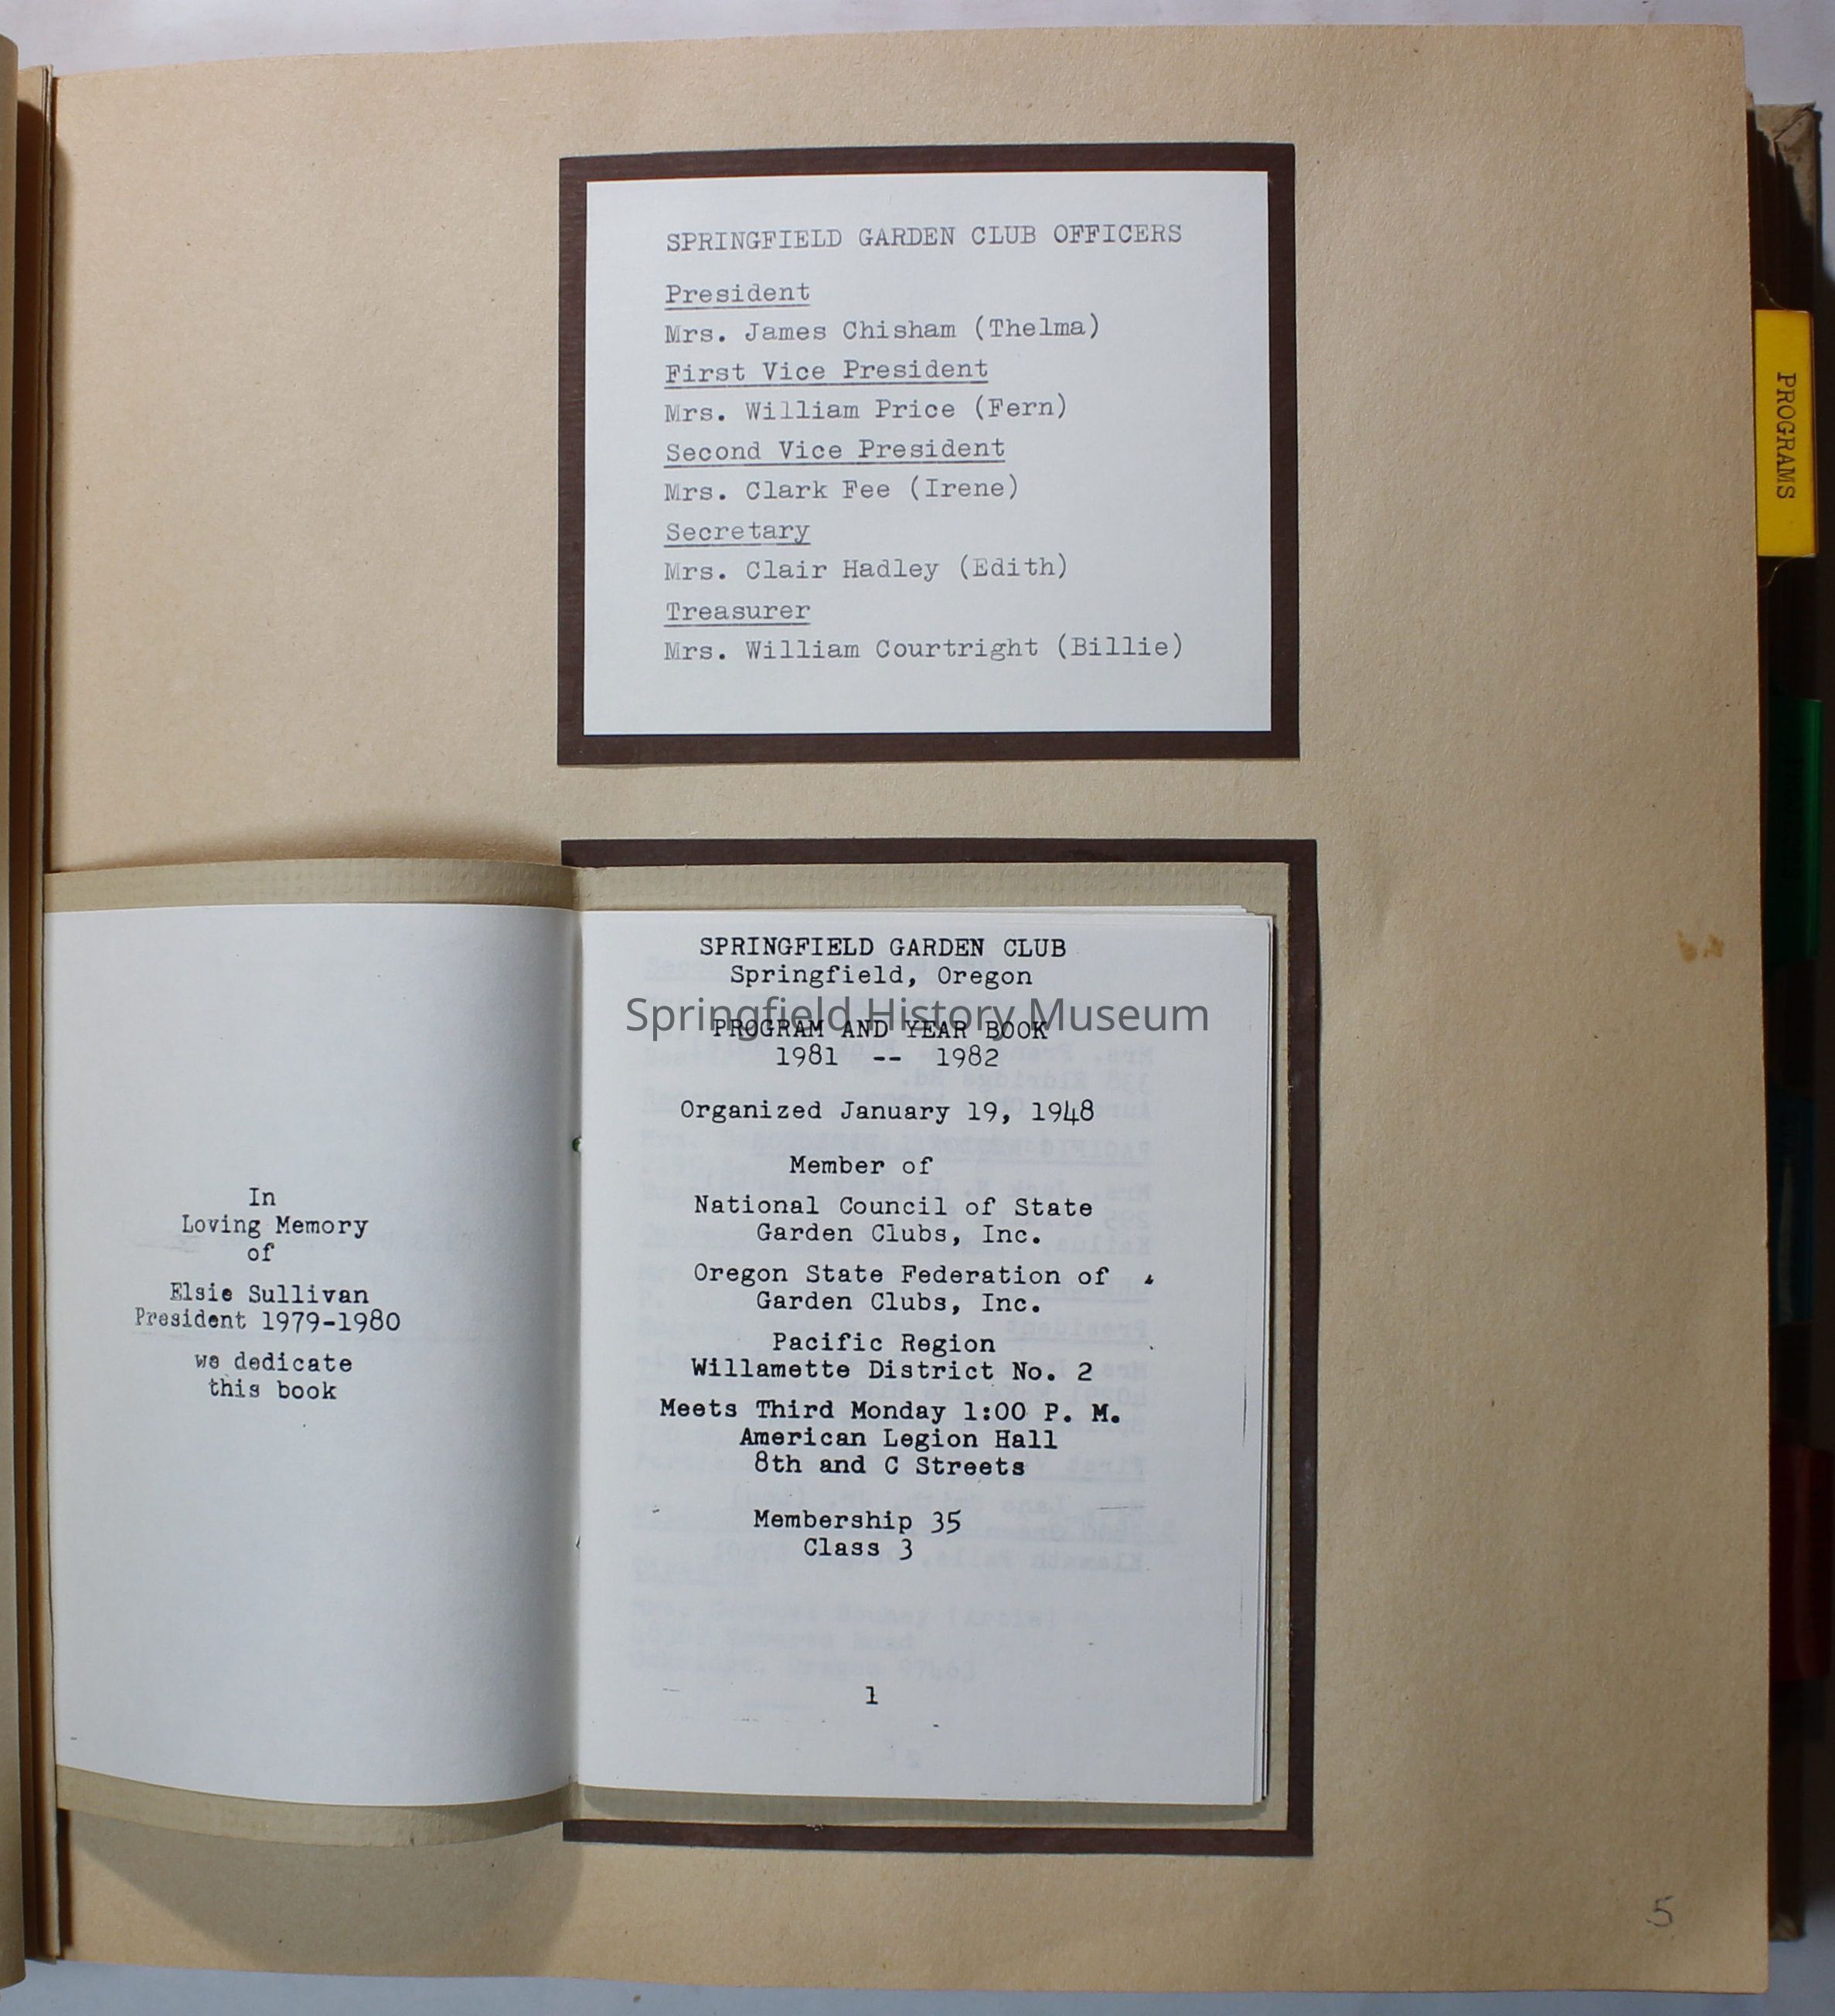 SPRINGFIELD GARDEN CLUB OFFICERS
President
Mrs. James Chisham (Thelma)
First Vice President
Mrs. William Price (Fern)
Second Vice President
Mrs. Clark Fee (Irene)
Secretary
Mrs. Clair Hadley (Edith)
Treasurer
Mrs. William Courtright (Billie)
PROGRAMS
In
Loving Memory
of
Elsie Sullivan
President 1979-1980
we dedicate
this book
SPRINGFIELD GARDEN CLUB
Springfield, Oregon
Springfield History Museum
PROGRAM AND YEAR BOOK
1981 -- 1982
Organized January 19, 1948
Member of
National Council of State
Garden Clubs, Inc.
Oregon State Federation of
Garden Clubs, Inc.
Pacific Region
Willamette District No. 2
Meets Third Monday 1:00 P. M.
American Legion Hall
8th and C Streets
Membership 35
Class 3
1
5